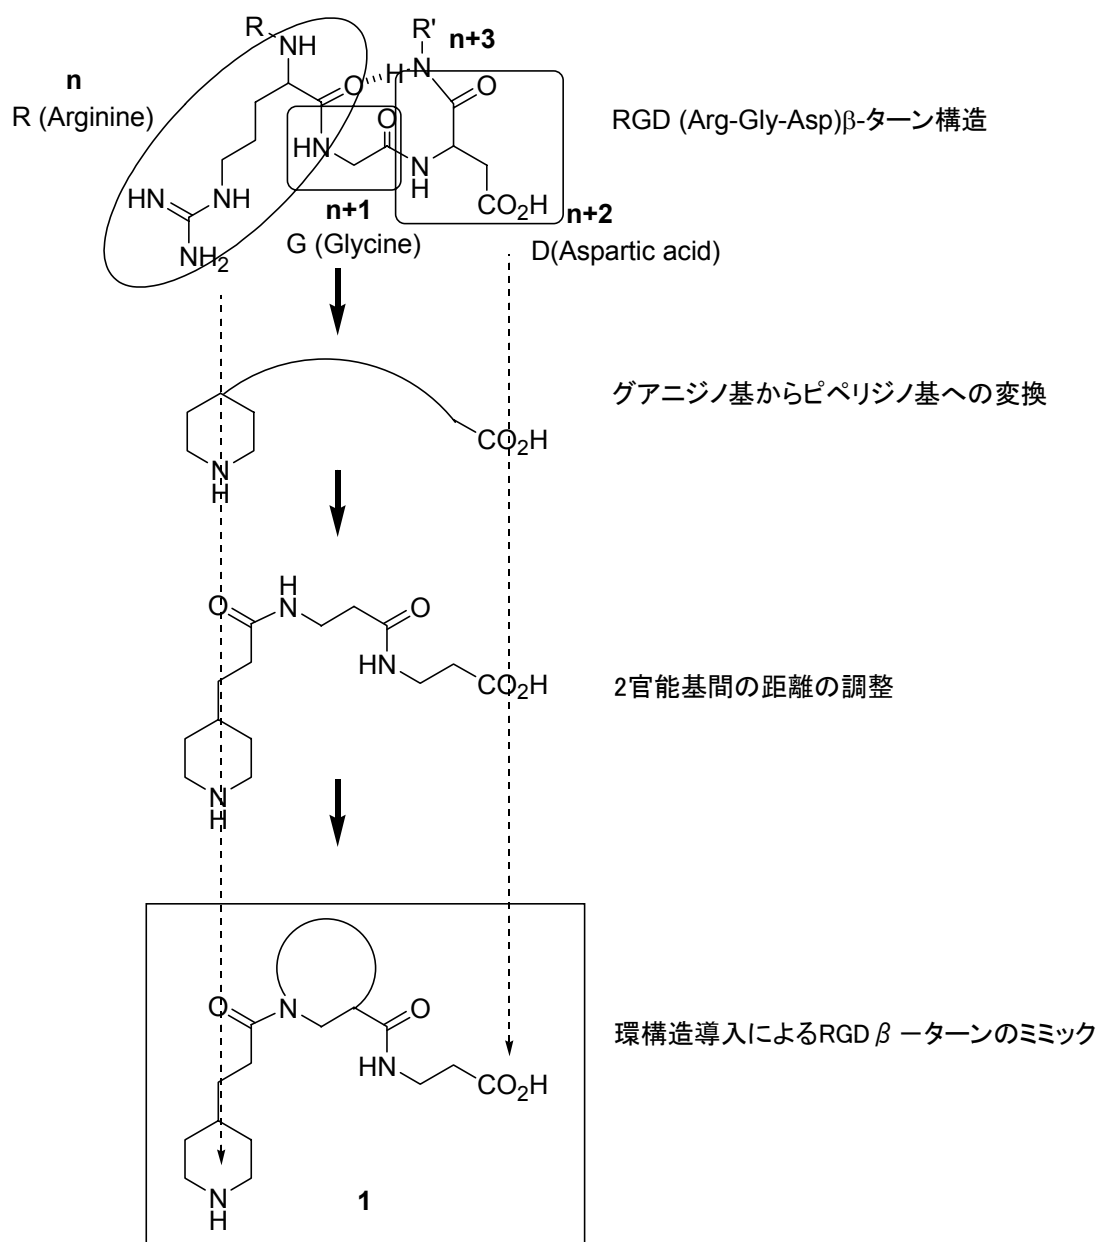 R
NH
R'
n+3
n
R (Arginine)
O
H
N
O
RGD (Arg-Gly-Asp)β-ターン構造
HN
O
N
H
HN
NH
CO2H
n+1
n+2
NH2
G (Glycine)
D(Aspartic acid)
グアニジノ基からピペリジノ基への変換
CO2H
N
H
H
O
N
O
HN
CO2H
2官能基間の距離の調整
N
H
O
N
O
環構造導入によるRGDβ－ターンのミミック
HN
CO2H
N
H
1